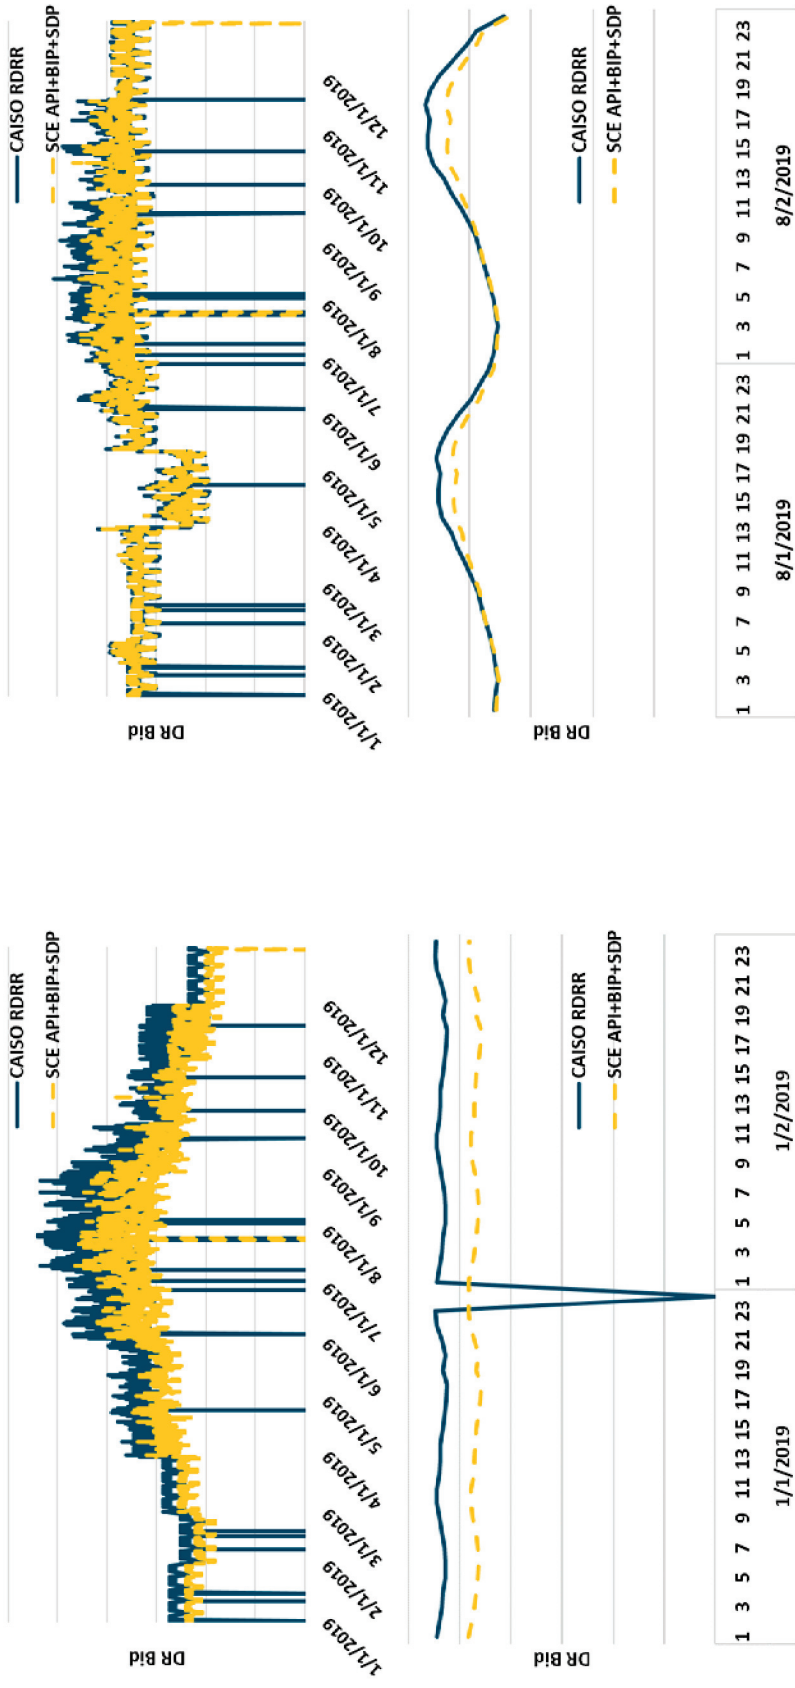 DR Bid
CAISO RDRR
SCE API+BIP+SDP
1/1/2019 2/1/2019 3/1/2019 4/1/2019 5/1/2019 6/1/2019 7/1/2019 8/1/2019 9/1/2019 10/1/2019 11/1/2019 12/1/2019
DR Bid
CAISO RDRR
SCE API+BIP+SDP
1/1/2019 2/1/2019 3/1/2019 4/1/2019 5/1/2019 6/1/2019 7/1/2019 8/1/2019 9/1/2019 10/1/2019 11/1/2019 12/1/2019
DR Bid
CAISO RDRR
SCE API+BIP+SDP
1 3 5 7 9 11 13 15 17 19 21 23 1 3 5 7 9 11 13 15 17 19 21 23
1/1/2019 1/2/2019
DR Bid
CAISO RDRR
SCE API+BIP+SDP
1 3 5 7 9 11 13 15 17 19 21 23 1 3 5 7 9 11 13 15 17 19 21 23
8/1/2019 8/2/2019